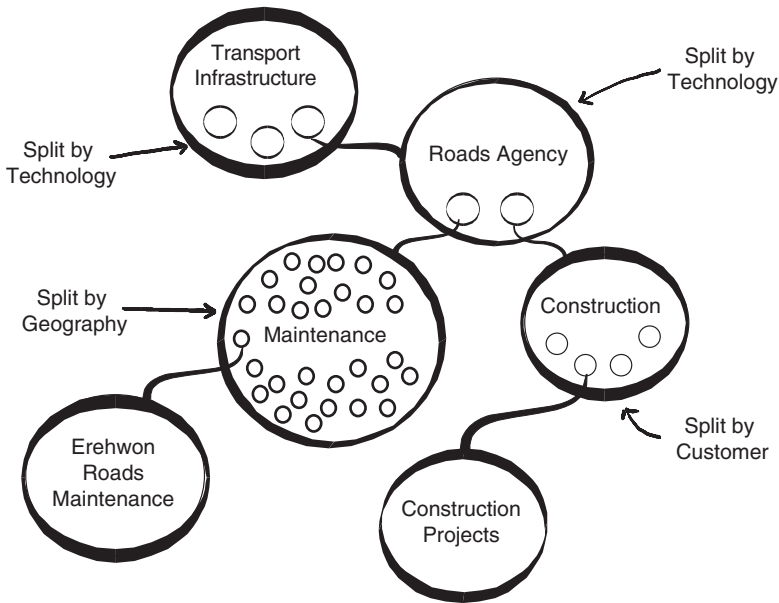 Transport
Infrastructure
Split by
Technology
Roads Agency
Split by
Technology
Split by
Geography
Maintenance
Construction
Erehwon
Roads
Maintenance
Construction
Projects
Split by
Customer